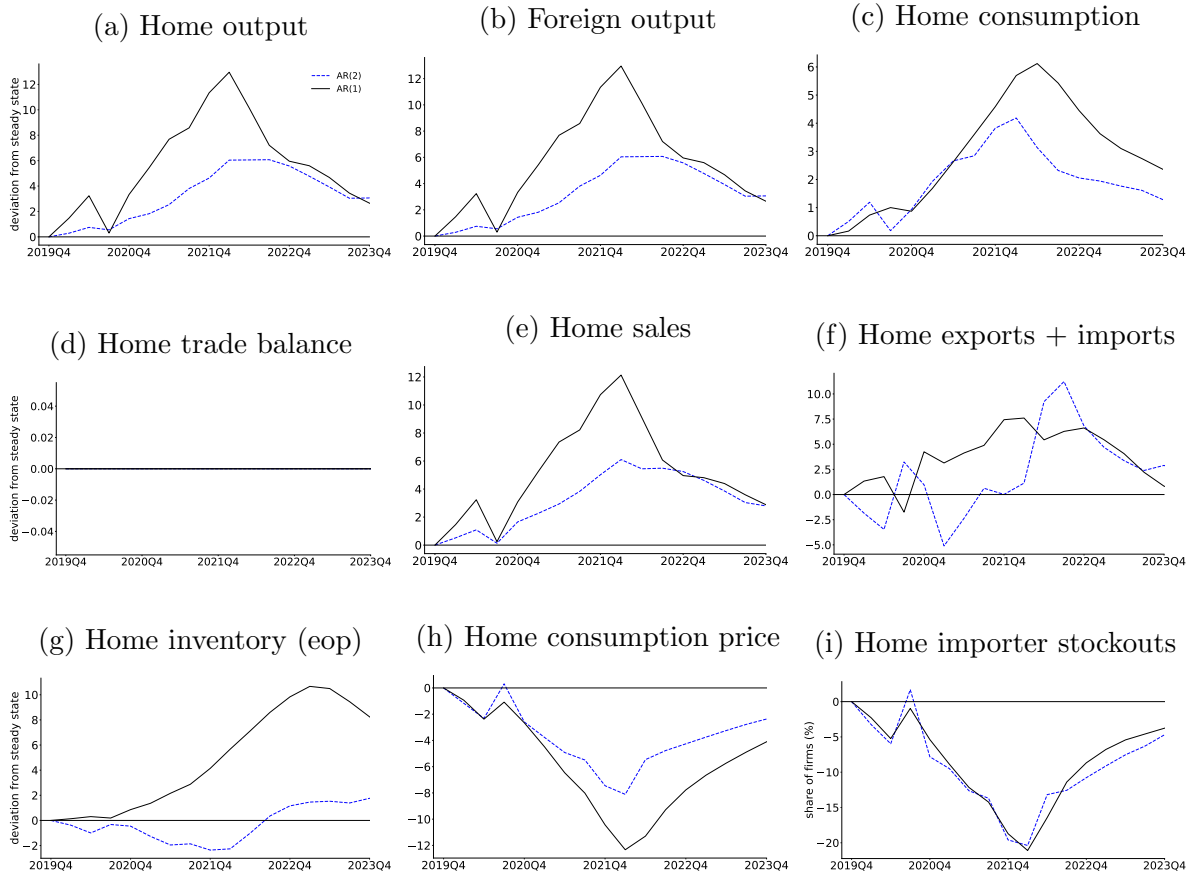 (a) Home output
deviation from steady state
12
10
8
6
4
2
0
2019Q4 2020Q4 2021Q4 2022Q4 2023Q4
AR(2)
AR(1)
(b) Foreign output
12
10
8
6
4
2
0
2019Q4 2020Q4 2021Q4 2022Q4 2023Q4
(c) Home consumption
6
5
4
3
2
1
0
2019Q4 2020Q4 2021Q4 2022Q4 2023Q4
(d) Home trade balance
deviation from steady state
0.04
0.02
0.00
−0.02
−0.04
2019Q4 2020Q4 2021Q4 2022Q4 2023Q4
(e) Home sales
12
10
8
6
4
2
0
2019Q4 2020Q4 2021Q4 2022Q4 2023Q4
(f) Home exports + imports
10.0
7.5
5.0
2.5
0.0
−2.5
−5.0
2019Q4 2020Q4 2021Q4 2022Q4 2023Q4
(g) Home inventory (eop)
deviation from steady state
10
8
6
4
2
0
−2
2019Q4 2020Q4 2021Q4 2022Q4 2023Q4
(h) Home consumption price
0
−2
−4
−6
−8
−10
−12
2019Q4 2020Q4 2021Q4 2022Q4 2023Q4
(i) Home importer stockouts
share of firms (%)
0
−5
−10
−15
−20
2019Q4 2020Q4 2021Q4 2022Q4 2023Q4